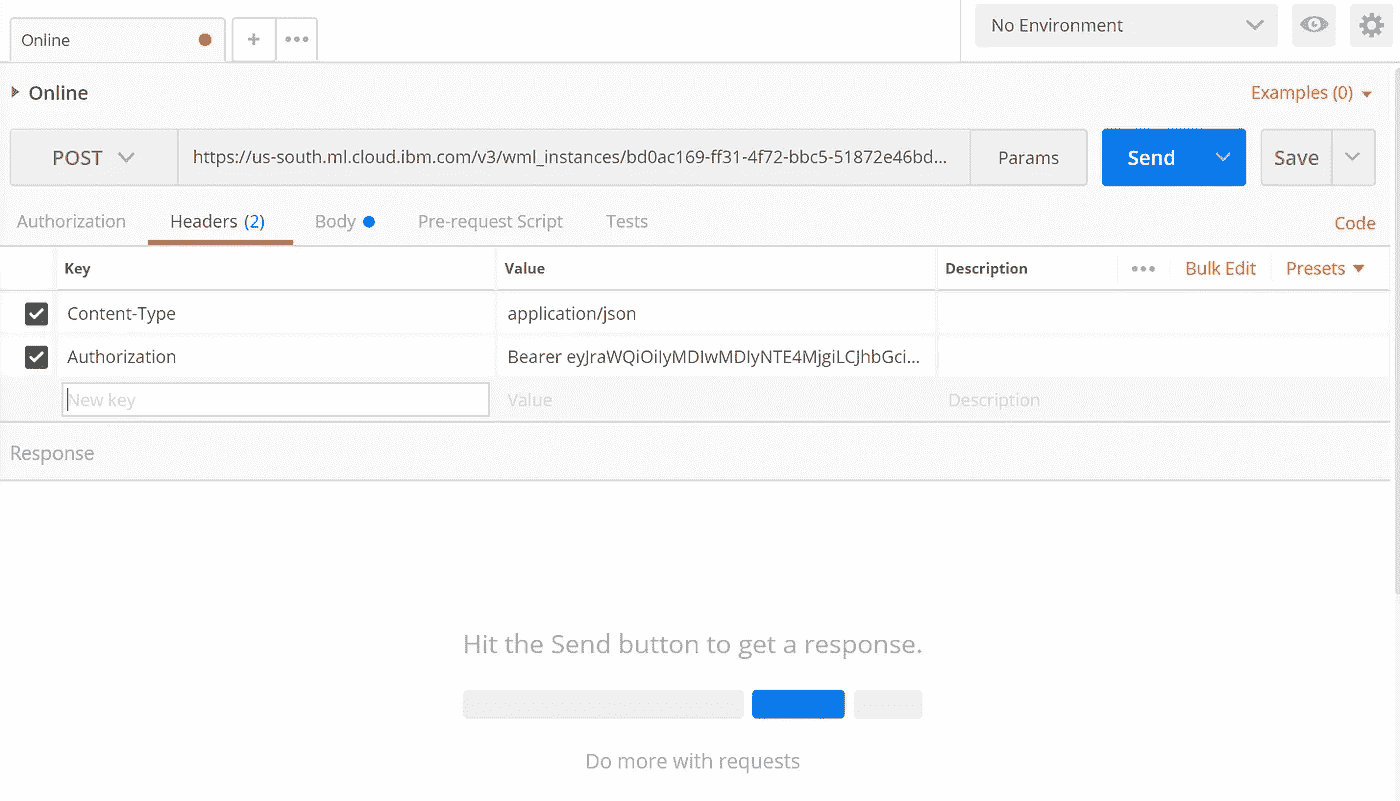 Online
+
•••
No Environment
Online
Examples (0)
POST
https://us-south.ml.cloud.ibm.com/v3/wml_instances/bd0ac169-ff31-4f72-bbc5-51872e46bd...
Params
Send
Save
Authorization
Headers (2)
Body
Pre-request Script
Tests
Code
Key
Value
Description
•••
Bulk Edit
Presets
Content-Type
application/json
Authorization
Bearer eyJraWQiOiIyMDIwMDIyNTE4MjgiLCJhbGci...
New key
Value
Description
Response
Hit the Send button to get a response.
Do more with requests